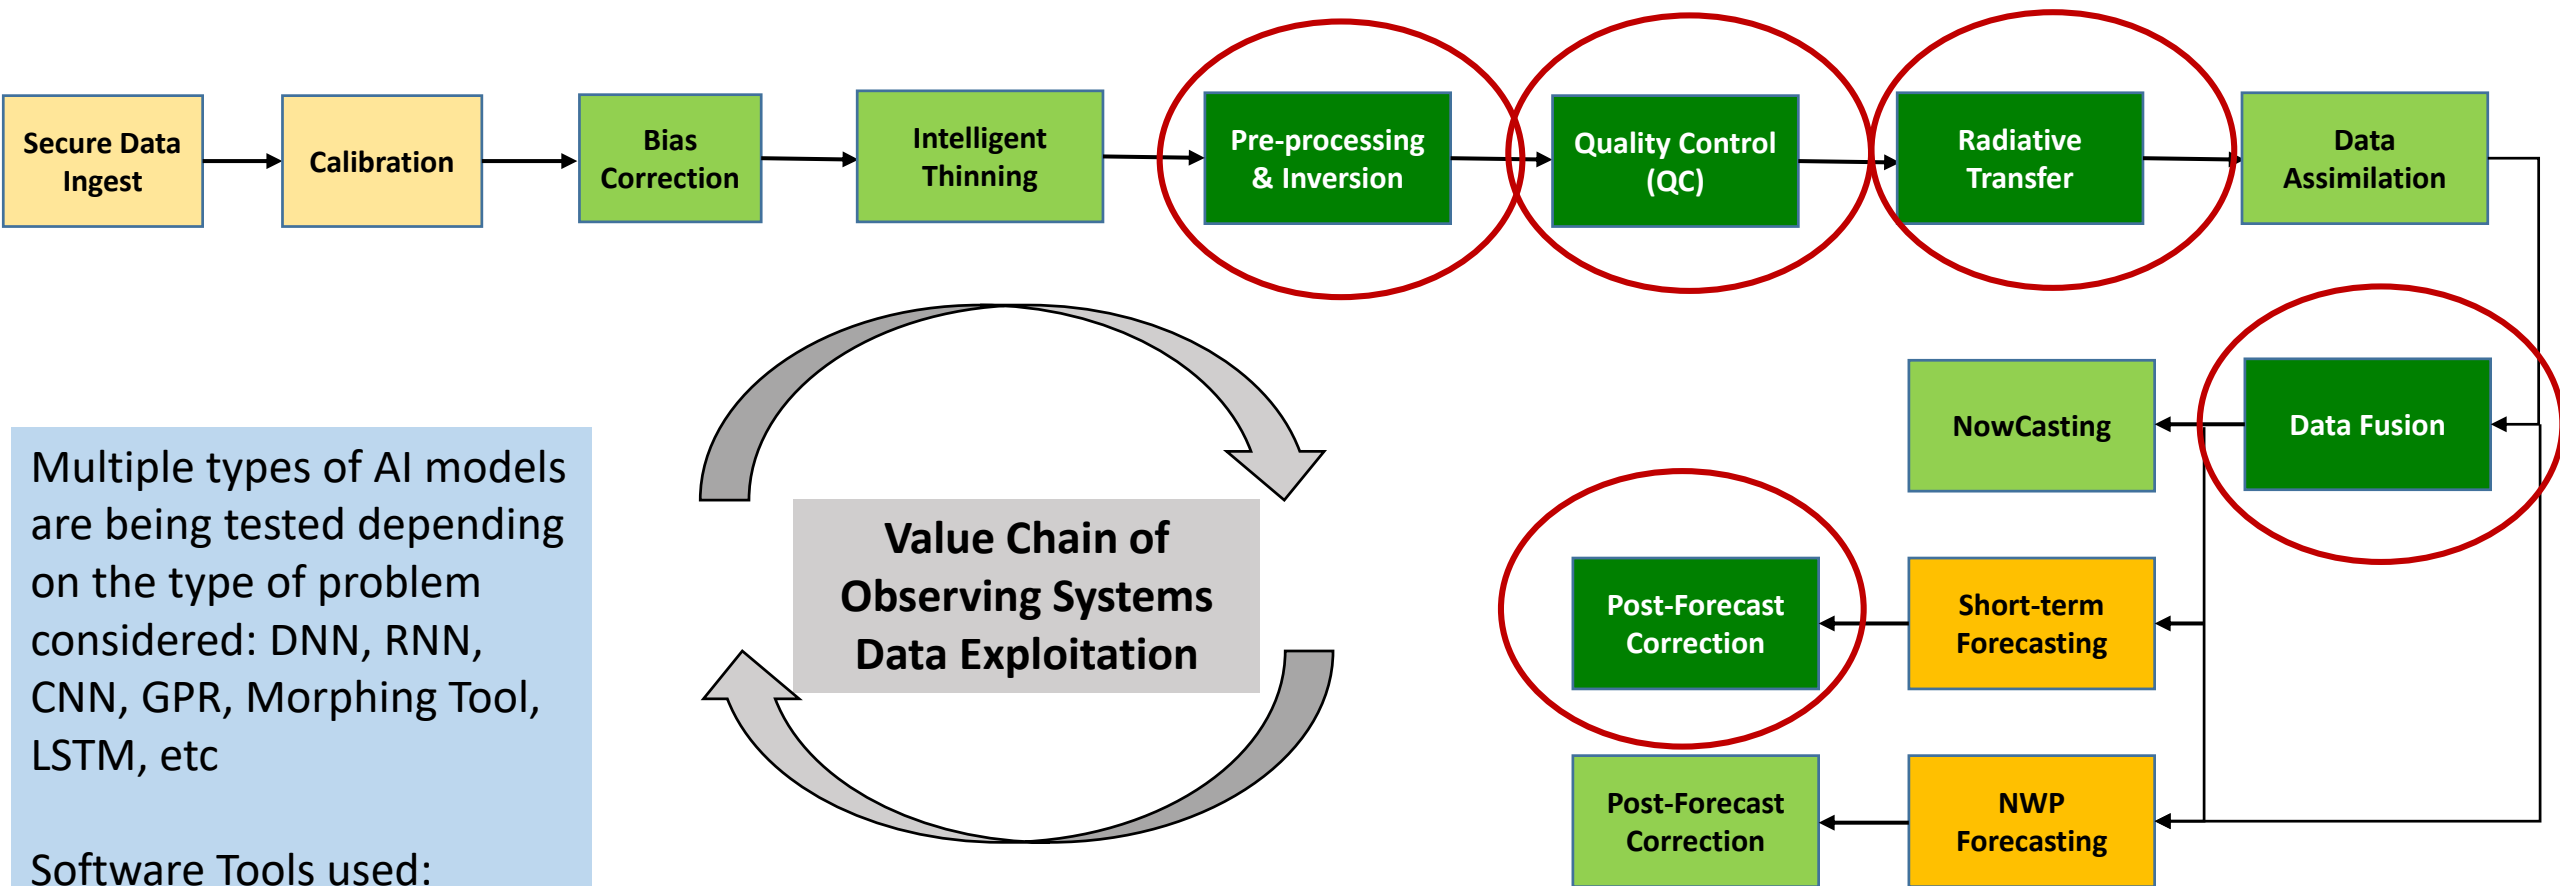 Secure Data
Ingest
Calibration
Bias
Correction
Intelligent
Thinning
Pre-processing
& Inversion
Quality Control
(QC)
Radiative
Transfer
Data
Assimilation
NowCasting
Data Fusion
Post-Forecast
Correction
Short-term
Forecasting
Post-Forecast
Correction
NWP
Forecasting
Value Chain of
Observing Systems
Data Exploitation
Multiple types of AI models
are being tested depending
on the type of problem
considered: DNN, RNN,
CNN, GPR, Morphing Tool,
LSTM, etc
Software Tools used: